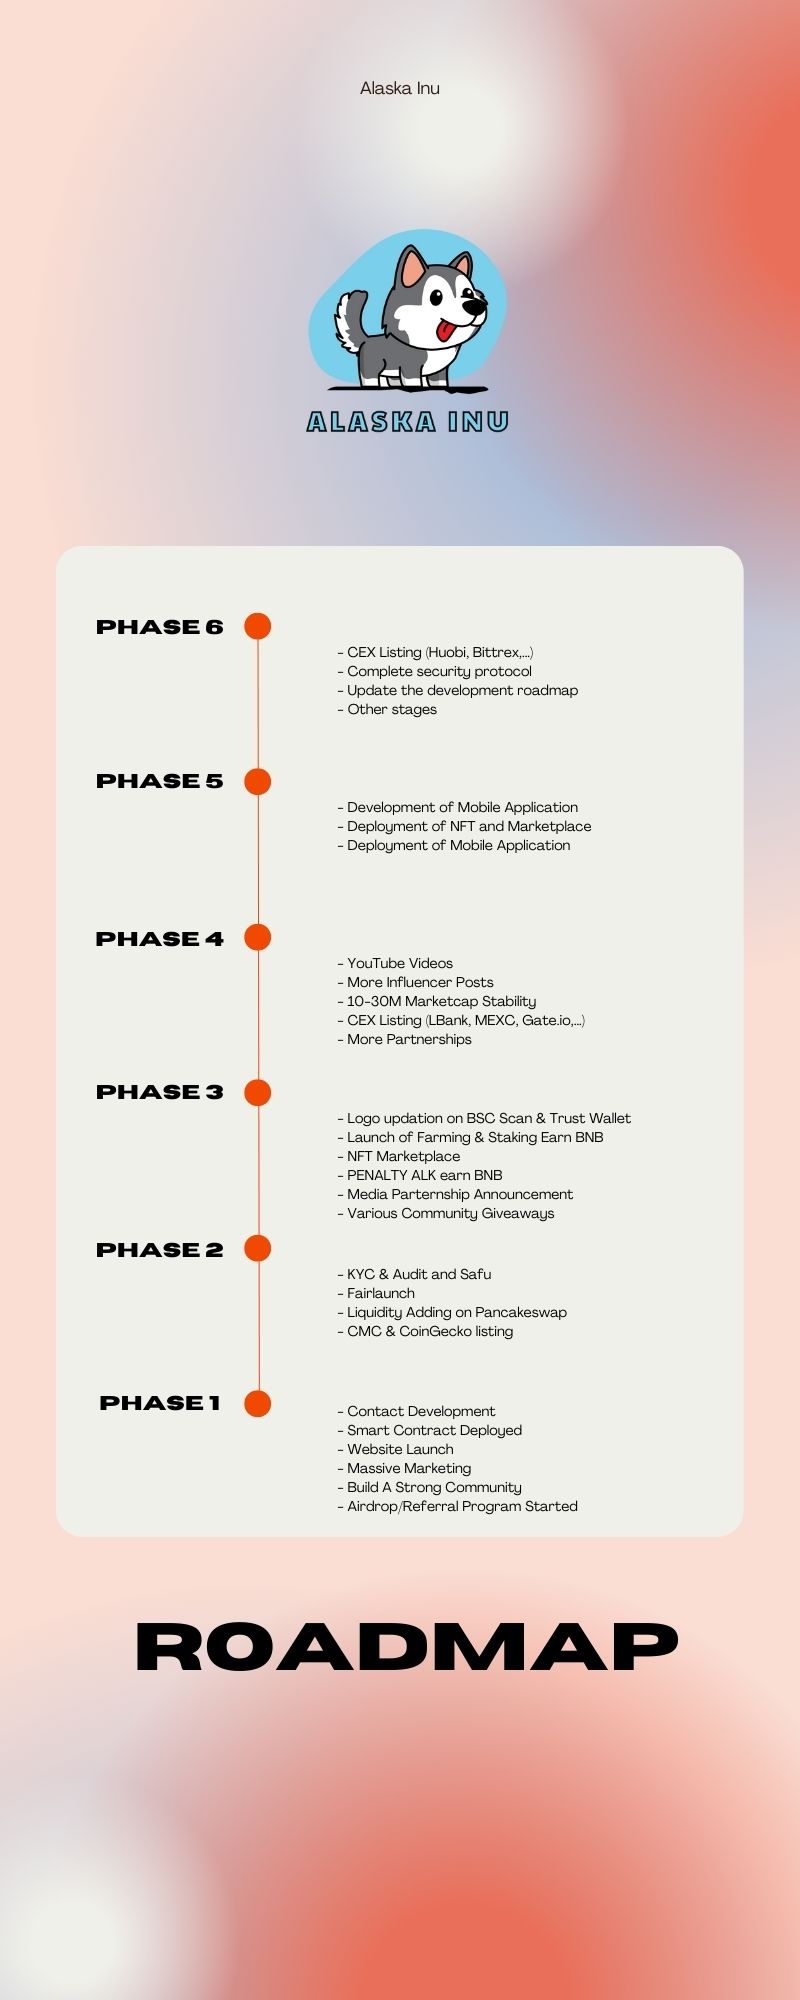 Alaska Inu
ALASKA INU
PHASE 6
- CEX Listing (Huobi, Bittrex,...)
- Complete security protocol
- Update the development roadmap
- Other stages
PHASE 5
- Development of Mobile Application
- Deployment of NFT and Marketplace
- Deployment of Mobile Application
PHASE 4
- YouTube Videos
- More Influencer Posts
- 10-30M Marketcap Stability
- CEX Listing (LBank, MEXC, Gate.io,...)
- More Partnerships
PHASE 3
- Logo updation on BSC Scan & Trust Wallet
- Launch of Farming & Staking Earn BNB
- NFT Marketplace
- PENALTY ALK earn BNB
- Media Parternship Announcement
- Various Community Giveaways
PHASE 2
- KYC & Audit and Safu
- Fairlaunch
- Liquidity Adding on Pancakeswap
- CMC & CoinGecko listing
PHASE 1
- Contact Development
- Smart Contract Deployed
- Website Launch
- Massive Marketing
- Build A Strong Community
- Airdrop/Referral Program Started
ROADMAP